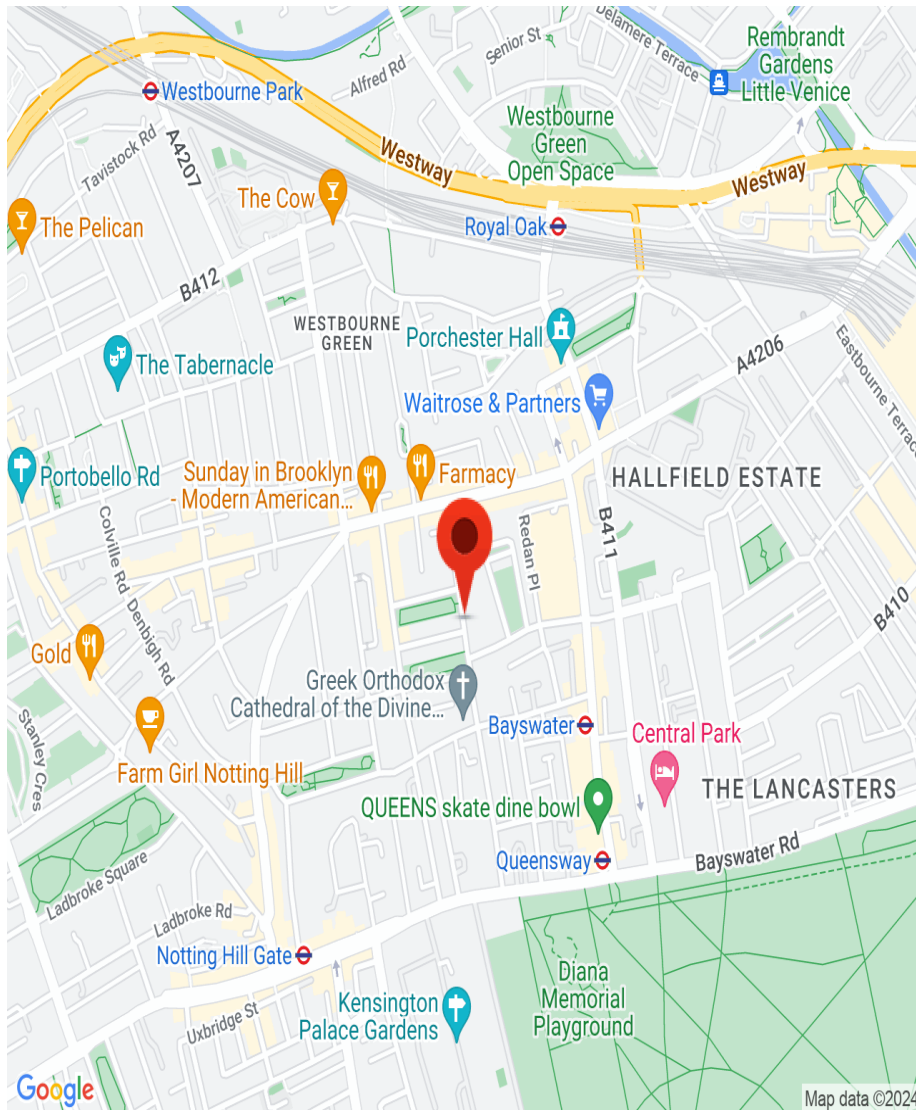 Delamere Terrace
Senior St
Rembrandt
Gardens
Little Venice
Alfred Rd
Westbourne Park
Westbourne
Green
Open Space
Tavistock Rd
A4207
Westway
Westway
The Cow
The Pelican
Royal Oak
B412
WESTBOURNE
GREEN
Porchester Hall
A4206
Eastbourne Terrace
The Tabernacle
Waitrose & Partners
Portobello Rd
Sunday in Brooklyn
- Modern American...
Farmacy
HALLFIELD ESTATE
Colville Rd
Redan Pl
B411
Denbigh Rd
B410
Gold
Greek Orthodox
Cathedral of the Divine...
Stanley Cres
Bayswater
Central Park
Farm Girl Notting Hill
THE LANCASTERS
QUEENS skate dine bowl
Bayswater Rd
Queensway
Ladbroke Square
Ladbroke Rd
Notting Hill Gate
Diana
Memorial
Playground
Kensington
Palace Gardens
Uxbridge St
Google
Map data ©2024